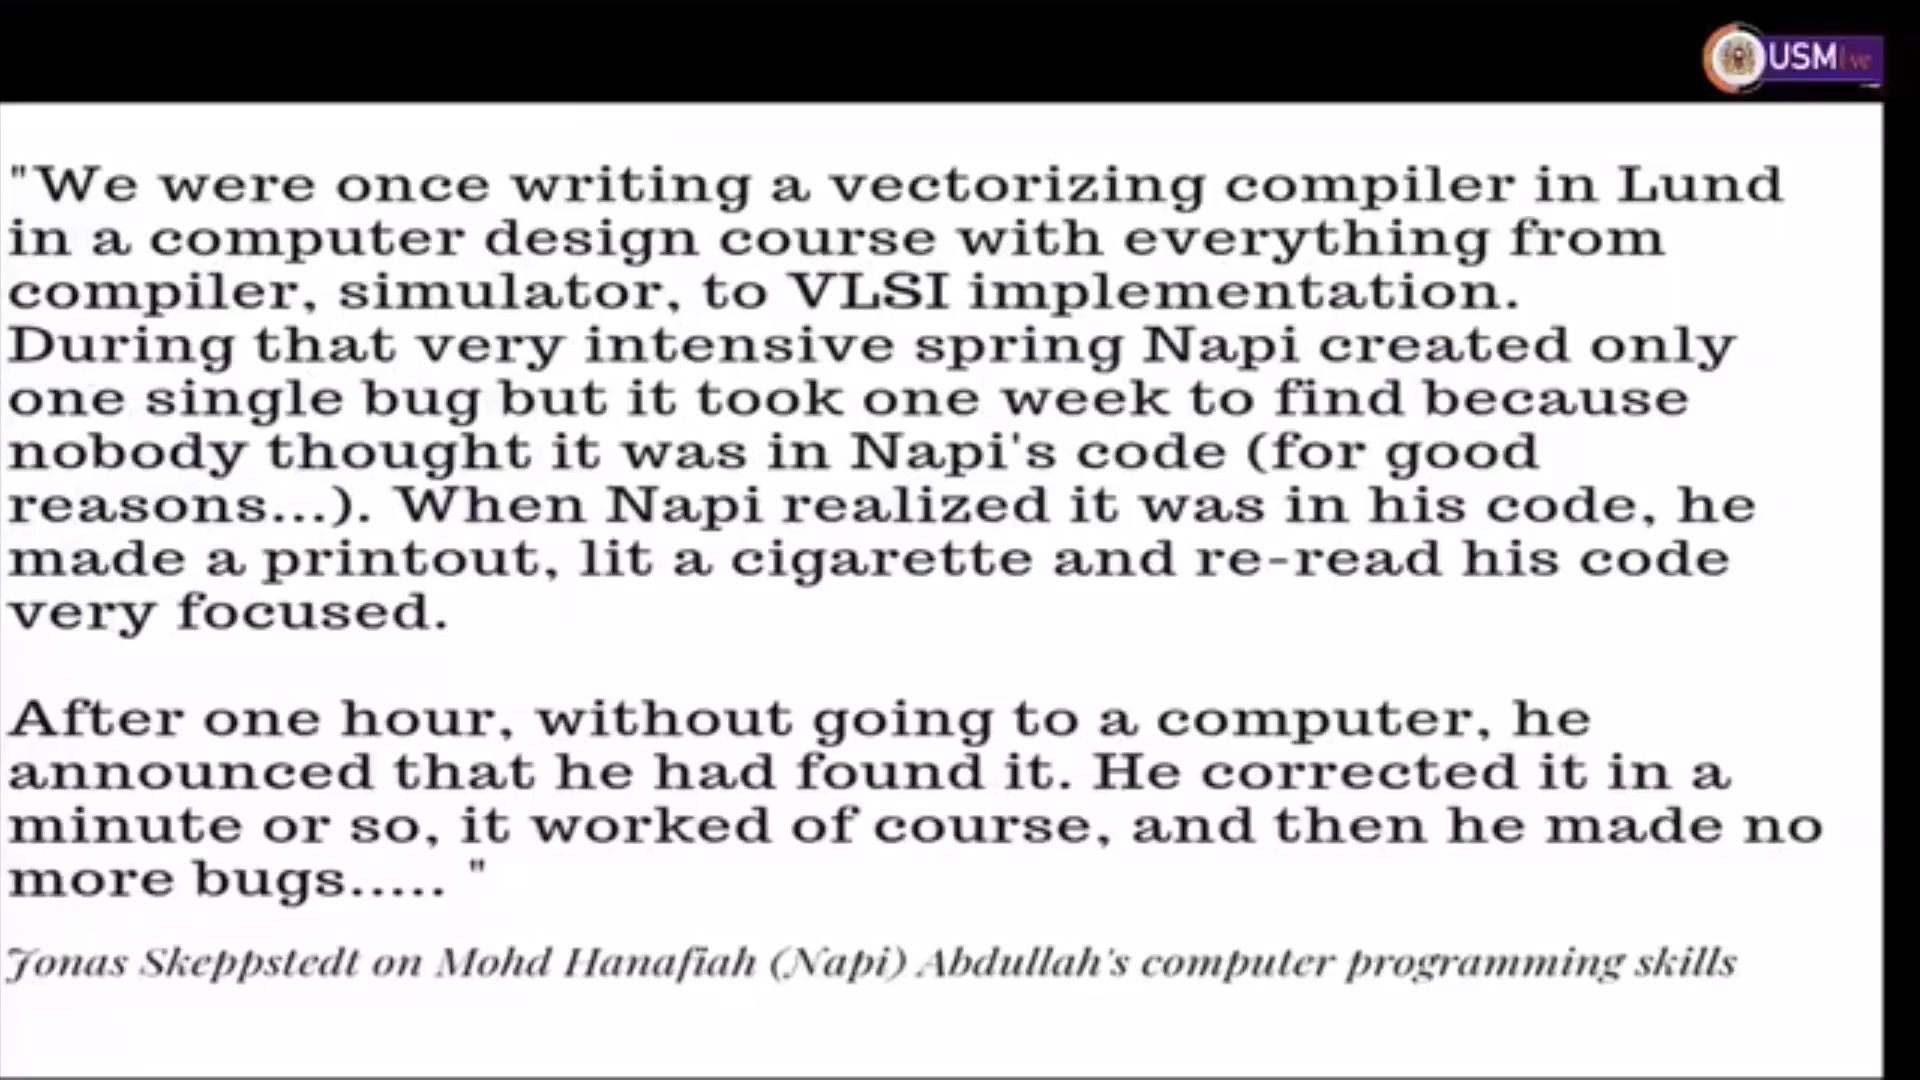 USM live
"We were once writing a vectorizing compiler in Lund
in a computer design course with everything from
compiler, simulator, to VLSI implementation.
During that very intensive spring Napi created only
one single bug but it took one week to find because
nobody thought it was in Napi's code (for good
reasons...). When Napi realized it was in his code, he
made a printout, lit a cigarette and re-read his code
very focused.
After one hour, without going to a computer, he
announced that he had found it. He corrected it in a
minute or so, it worked of course, and then he made no
more bugs..... "
Jonas Skeppstedt on Mohd Hanafiah (Napi) Abdullah's computer programming skills